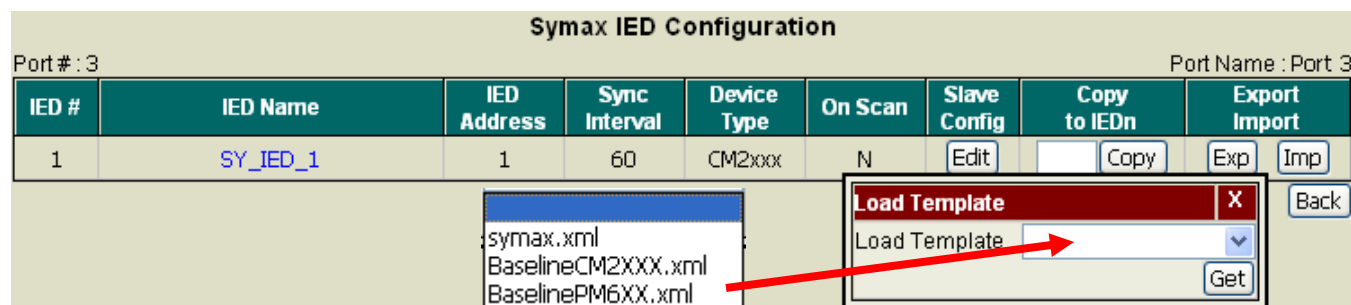 Symax IED Configuration
Port # : 3
Port Name : Port 3
IED # IED Name IED Address Sync Interval Device Type On Scan Slave Config Copy to IEDn Export Import
1 SY_IED_1 1 60 CM2xxx N Edit Copy Exp Imp
Back
symax.xml
BaselineCM2XXX.xml
BaselinePM6XX.xml
Load Template X
Load Template
Get